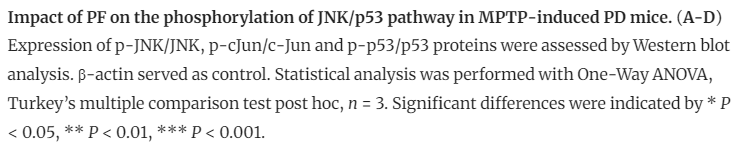 Impact of PF on the phosphorylation of JNK/p53 pathway in MPTP-induced PD mice. (A-D)
Expression of p-JNK/JNK, p-cJun/c-Jun and p-p53/p53 proteins were assessed by Western blot
analysis. β-actin served as control. Statistical analysis was performed with One-Way ANOVA,
Turkey’s multiple comparison test post hoc, n = 3. Significant differences were indicated by * P
< 0.05, ** P < 0.01, *** P < 0.001.